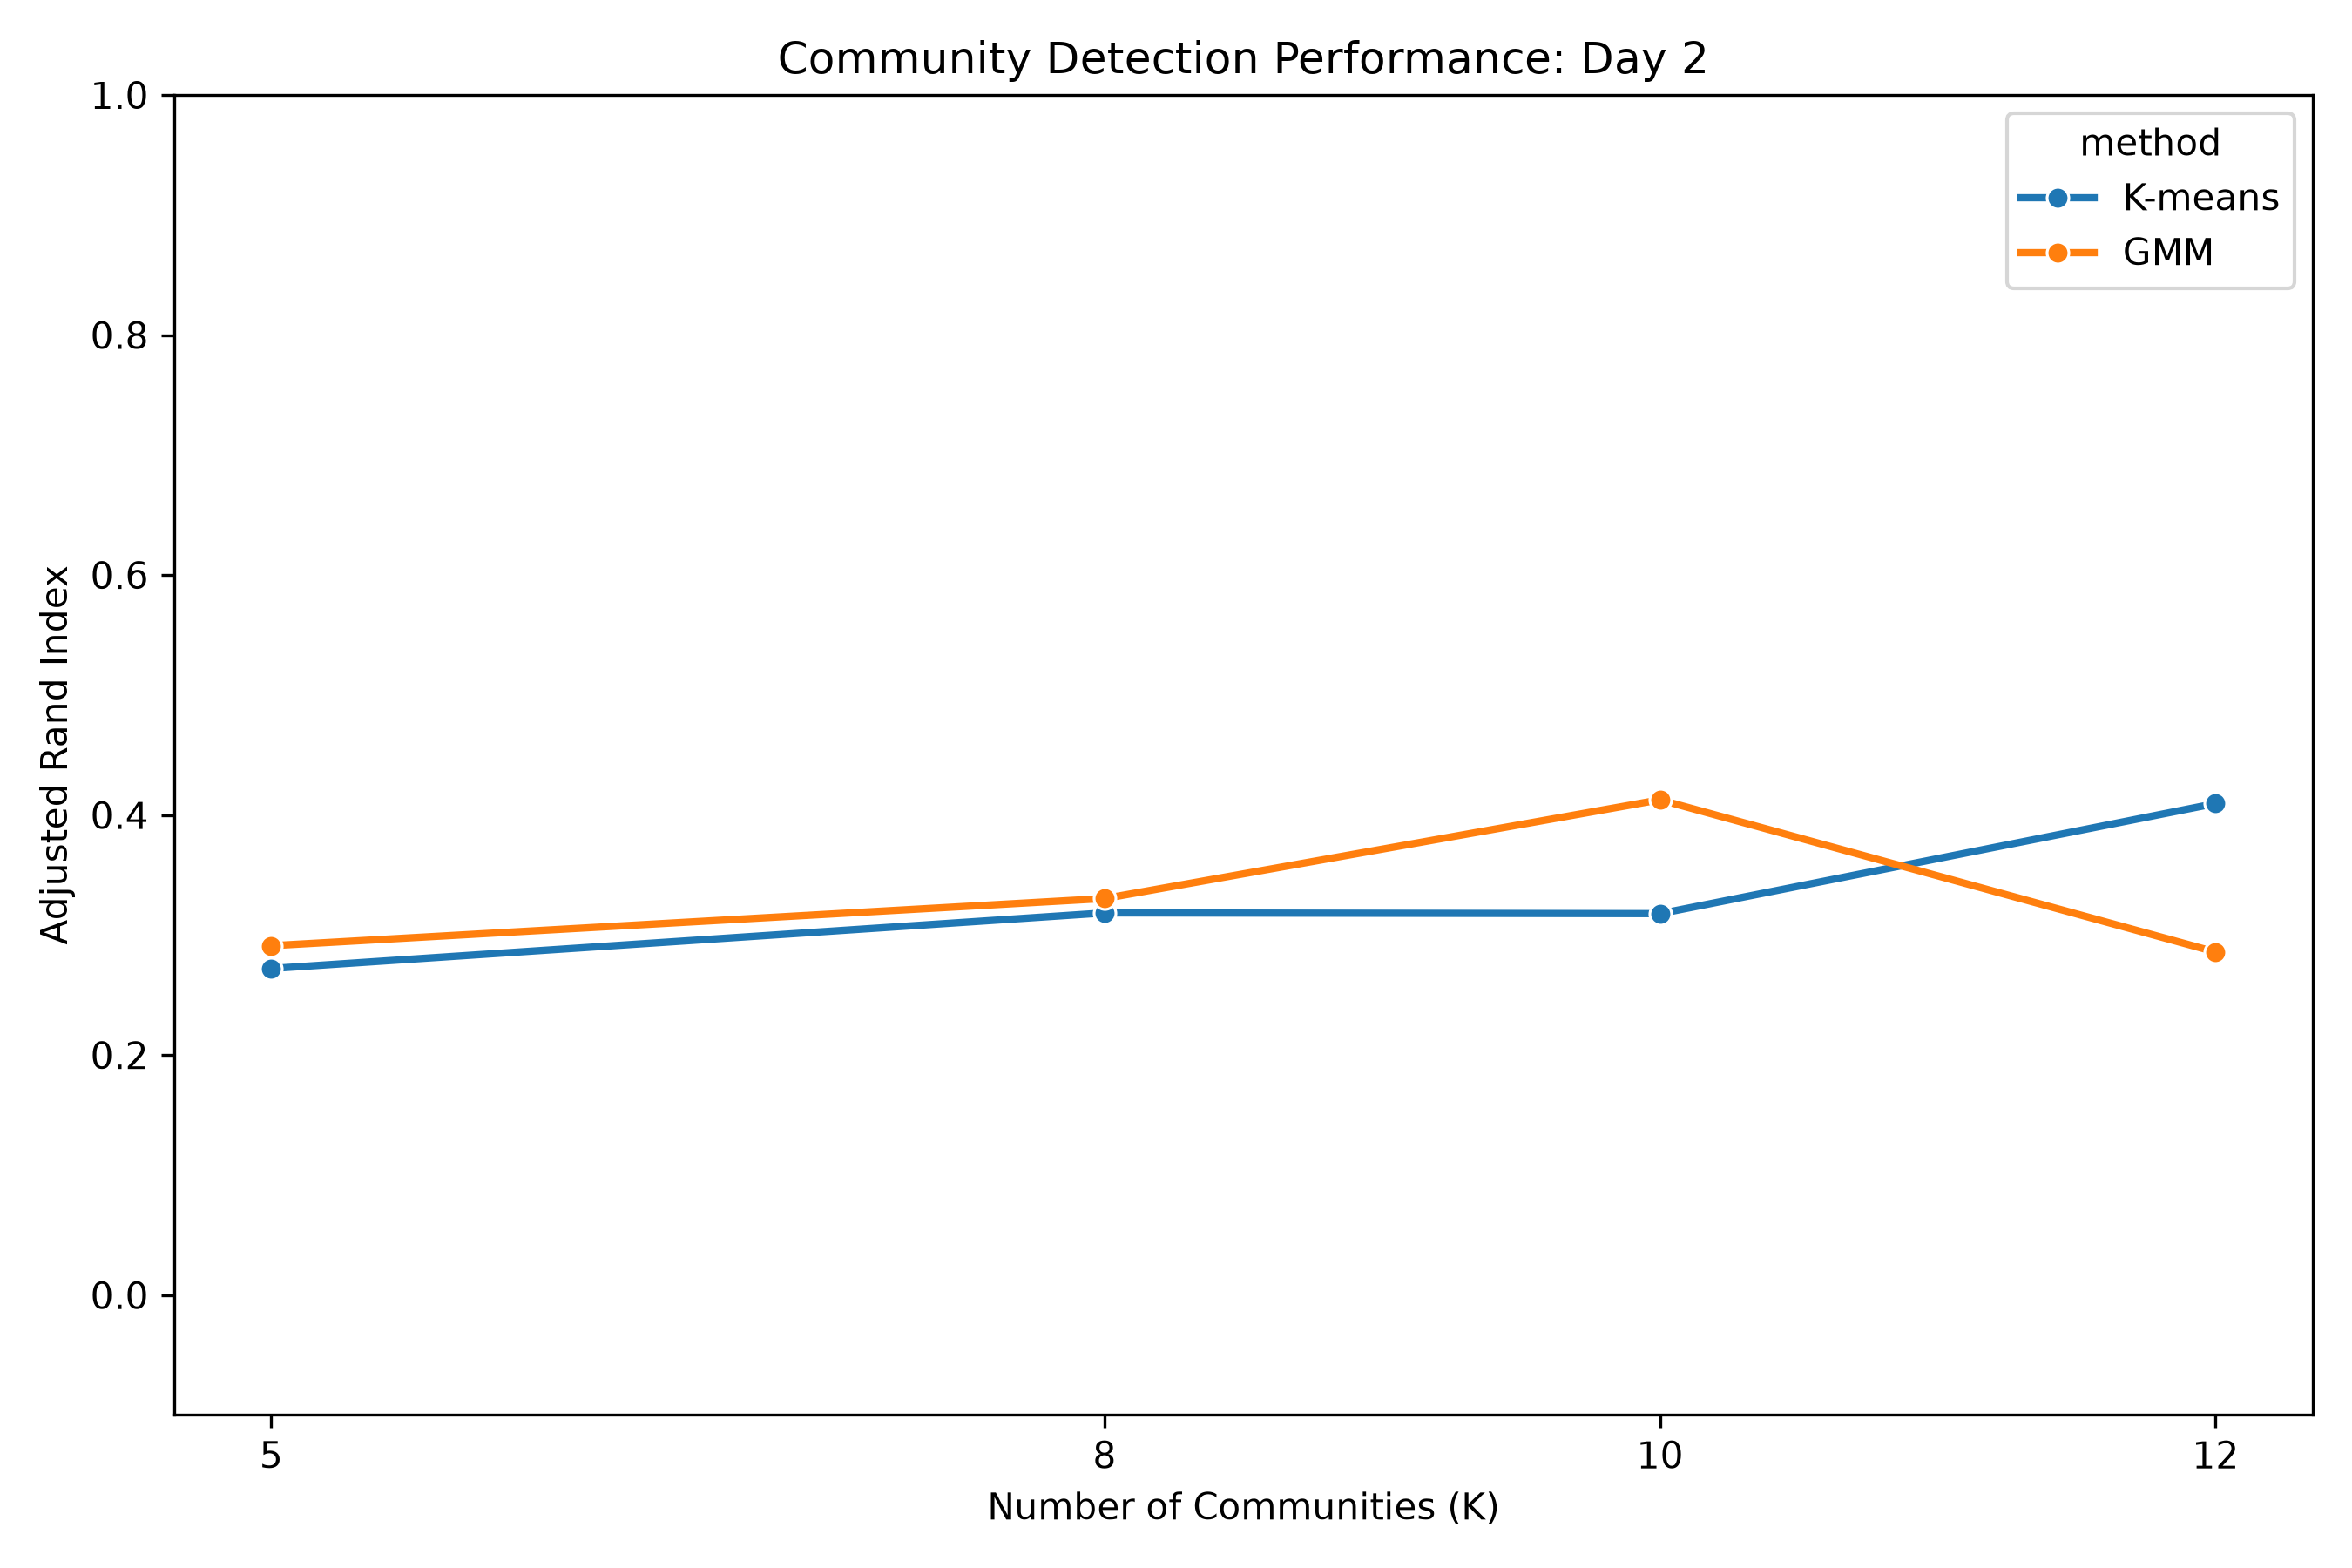 Community Detection Performance: Day 2
1.0
0.8
0.6
0.4
0.2
0.0
Adjusted Rand Index
method
K-means
GMM
5 8 10 12
Number of Communities (K)